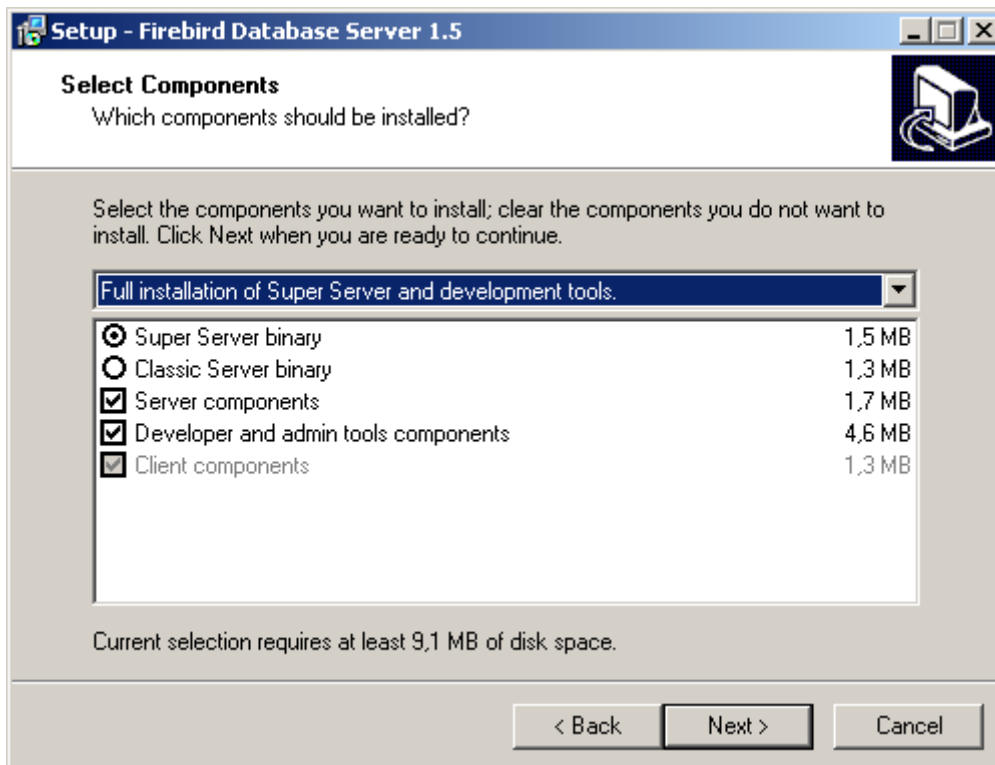 Setup - Firebird Database Server 1.5
Select Components
Which components should be installed?
Select the components you want to install; clear the components you do not want to
install. Click Next when you are ready to continue.
Full installation of Super Server and development tools.
Super Server binary 1,5 MB
Classic Server binary 1,3 MB
Server components 1,7 MB
Developer and admin tools components 4,6 MB
Client components 1,3 MB
Current selection requires at least 9,1 MB of disk space.
< Back Next > Cancel